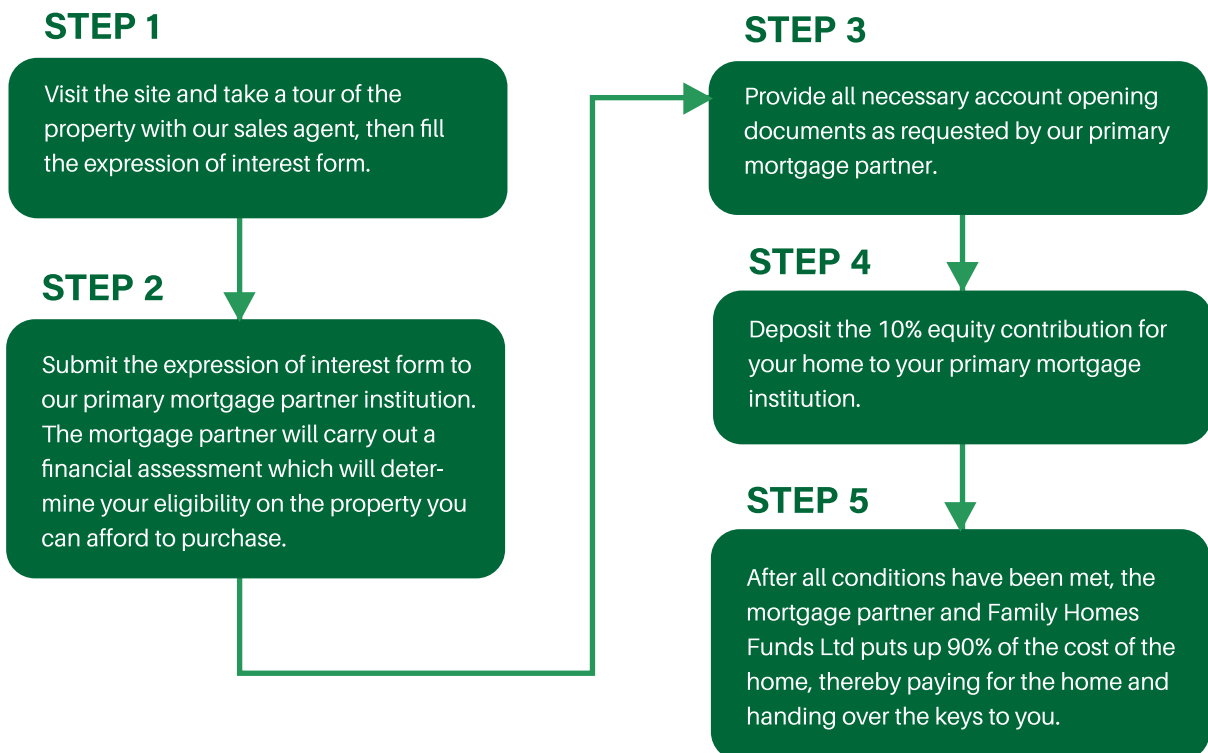 STEP 1
Visit the site and take a tour of the
property with our sales agent, then fill
the expression of interest form.
STEP 2
Submit the expression of interest form to
our primary mortgage partner institution.
The mortgage partner will carry out a
financial assessment which will deter-
mine your eligibility on the property you
can afford to purchase.
STEP 3
Provide all necessary account opening
documents as requested by our primary
mortgage partner.
STEP 4
Deposit the 10% equity contribution for
your home to your primary mortgage
institution.
STEP 5
After all conditions have been met, the
mortgage partner and Family Homes
Funds Ltd puts up 90% of the cost of the
home, thereby paying for the home and
handing over the keys to you.